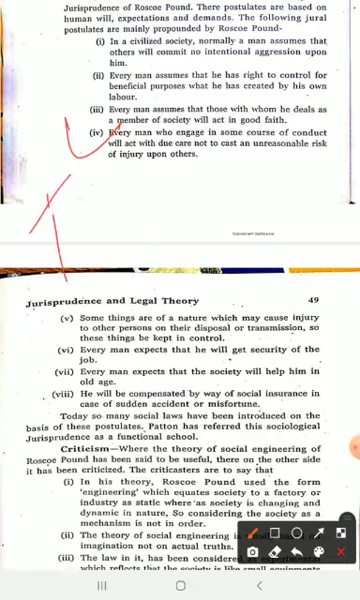 Jurisprudence of Roscoe Pound. There postulates are based on
human will, expectations and demands. The following jural
postulates are mainly propounded by Roscoe Pound-
(i) In a civilized society, normally a man assumes that
others will commit no intentional aggression upon
him.
(ii) Every man assumes that he has right to control for
beneficial purposes what he has created by his own
labour.
(iii) Every man assumes that those with whom he deals as
a member of society will act in good faith.
(iv) Every man who engage in some course of conduct
will act with due care not to cast an unreasonable risk
of injury upon others.
Jurisprudence and Legal Theory 49
(v) Some things are of a nature which may cause injury
to other persons on their disposal or transmission, so
these things be kept in control.
(vi) Every man expects that he will get security of the
job.
(vii) Every man expects that the society will help him in
old age.
(viii) He will be compensated by way of social insurance in
case of sudden accident or misfortune.
Today so many social laws have been introduced on the
basis of these postulates. Patton has referred this sociological
Jurisprudence as a functional school.
Criticism—Where the theory of social engineering of
Roscoe Pound has been said to be useful, there on the other side
it has been criticized. The criticasters are to say that
(i) In his theory, Roscoe Pound used the form
'engineering' which equates society to a factory or
industry as static where 'an society is changing and
dynamic in nature, So considering the society as a
mechanism is not in order.
(ii) The theory of social engineering is
imagination not on actual truths.
(iii) The law in it, has been considered
which reflects that the society is like small